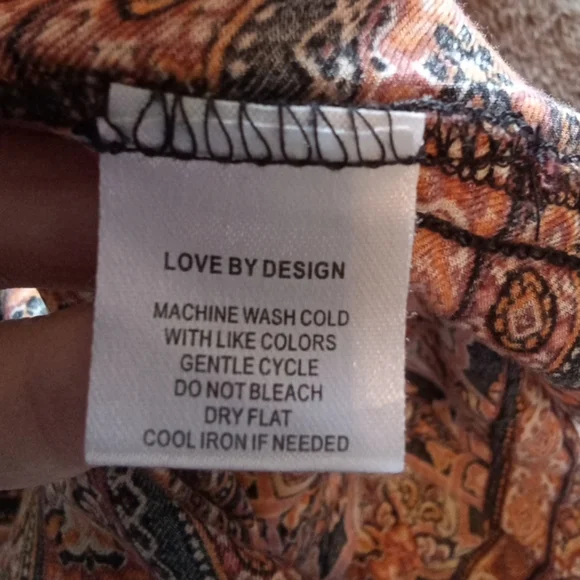 LOVE BY DESIGN
MACHINE WASH COLD
WITH LIKE COLORS
GENTLE CYCLE
DO NOT BLEACH
DRY FLAT
COOL IRON IF NEEDED